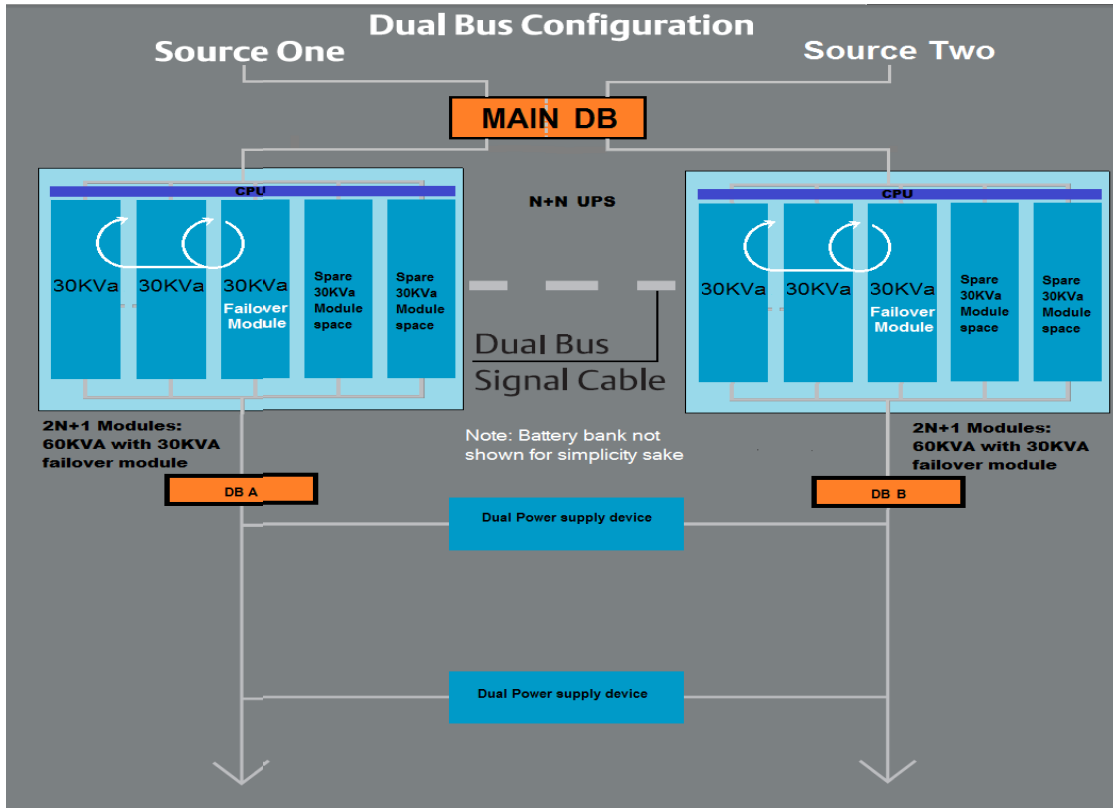 Dual Bus Configuration
Source One
Source Two
MAIN DB
CPU
30KVa
30KVa
30KVa
Failover
Module
Spare
30KVa
Module
space
Spare
30KVa
Module
space
N+N UPS
Dual Bus
Signal Cable
CPU
30KVa
30KVa
30KVa
Failover
Module
Spare
30KVa
Module
space
Spare
30KVa
Module
space
2N+1 Modules:
60KVA with 30KVA
failover module
Note: Battery bank not
shown for simplicity sake
2N+1 Modules:
60KVA with 30KVA
failover module
DB A
DB B
Dual Power supply device
Dual Power supply device